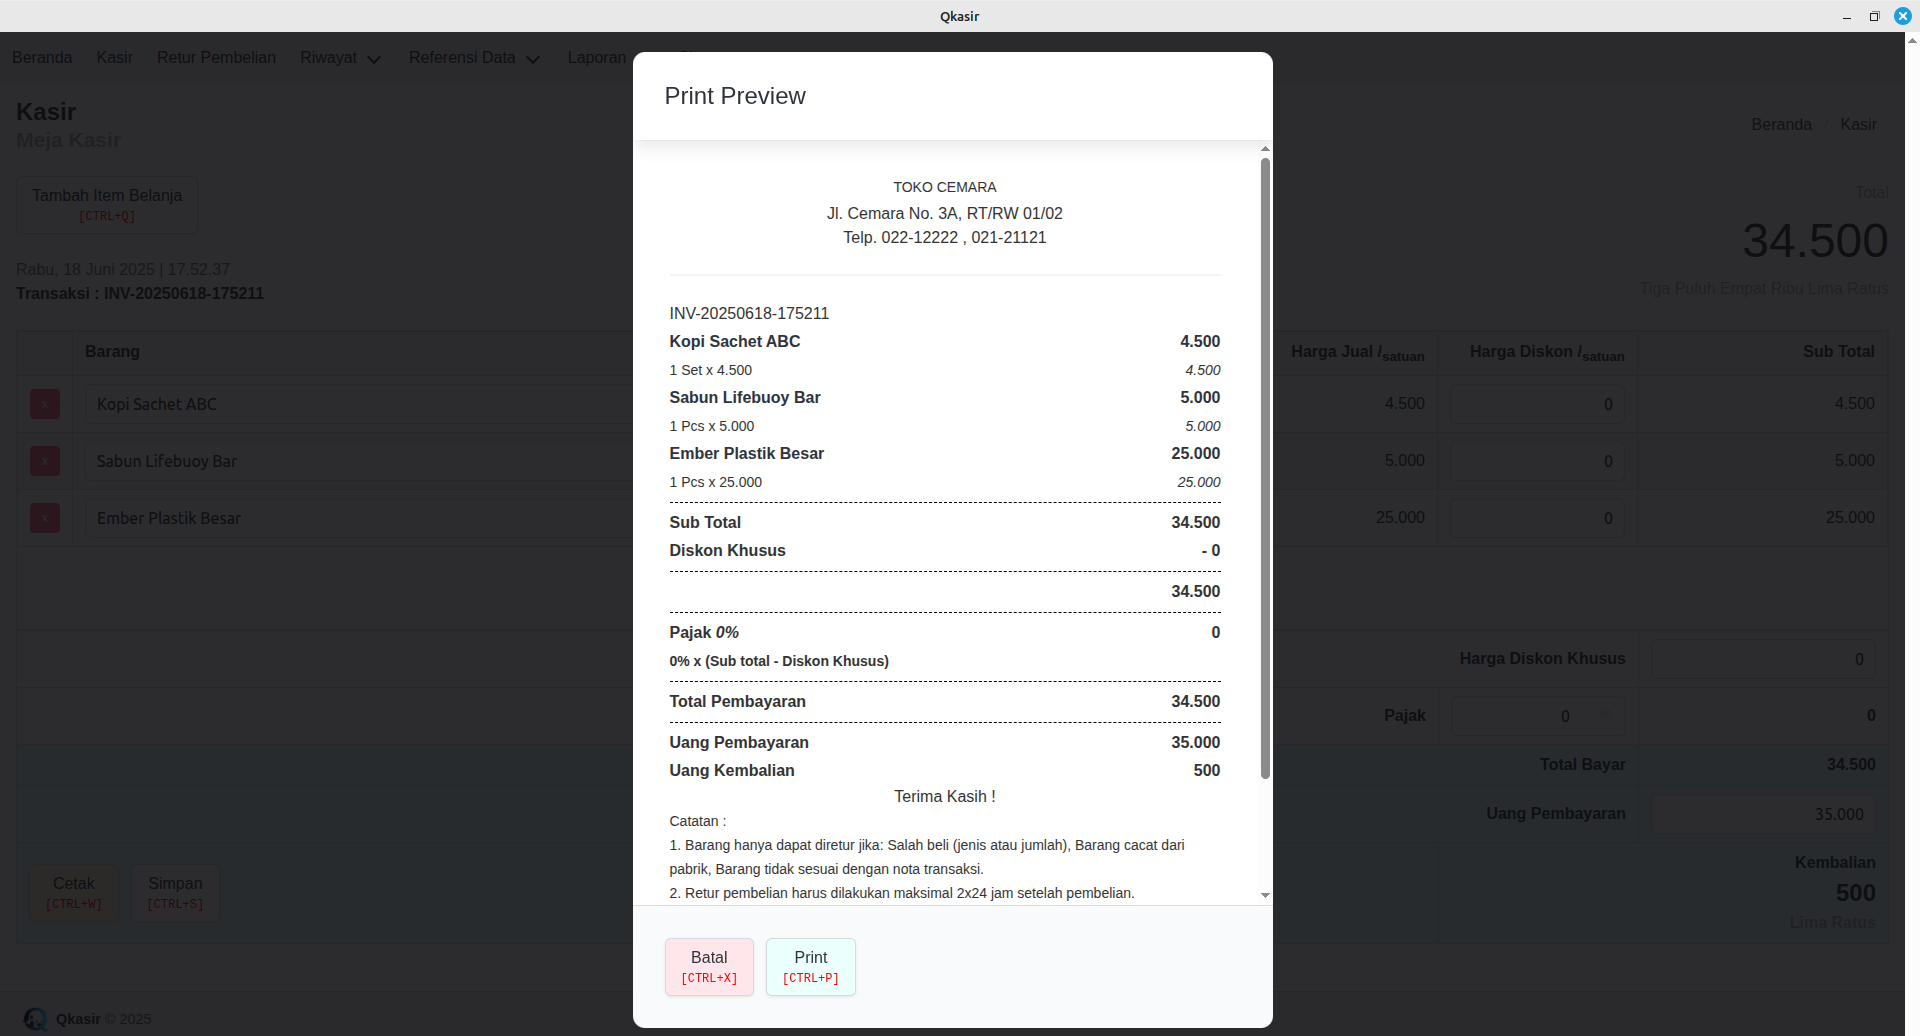 Qkasir
Beranda Kasir Retur Pembelian Riwayat Referensi Data Laporan
Print Preview
Kasir
Meja Kasir
Beranda / Kasir
Tambah Item Belanja
[CTRL+Q]
Total
34.500
Tiga Puluh Empat Ribu Lima Ratus
Rabu, 18 Juni 2025 | 17.52.37
Transaksi : INV-20250618-175211
Barang Harga Jual /satuan Harga Diskon /satuan Sub Total
x Kopi Sachet ABC 4.500 0 4.500
x Sabun Lifebuoy Bar 5.000 0 5.000
x Ember Plastik Besar 25.000 0 25.000
Harga Diskon Khusus 0
Pajak 0 0
Total Bayar 34.500
Uang Pembayaran 35.000
Kembalian
500
Lima Ratus
Cetak
[CTRL+W]
Simpan
[CTRL+S]
TOKO CEMARA
Jl. Cemara No. 3A, RT/RW 01/02
Telp. 022-12222 , 021-21121
INV-20250618-175211
Kopi Sachet ABC 4.500
1 Set x 4.500 4.500
Sabun Lifebuoy Bar 5.000
1 Pcs x 5.000 5.000
Ember Plastik Besar 25.000
1 Pcs x 25.000 25.000
Sub Total 34.500
Diskon Khusus - 0
34.500
Pajak 0% 0
0% x (Sub total - Diskon Khusus)
Total Pembayaran 34.500
Uang Pembayaran 35.000
Uang Kembalian 500
Terima Kasih !
Catatan :
1. Barang hanya dapat diretur jika: Salah beli (jenis atau jumlah), Barang cacat dari
pabrik, Barang tidak sesuai dengan nota transaksi.
2. Retur pembelian harus dilakukan maksimal 2x24 jam setelah pembelian.
Batal
[CTRL+X]
Print
[CTRL+P]
Qkasir © 2025